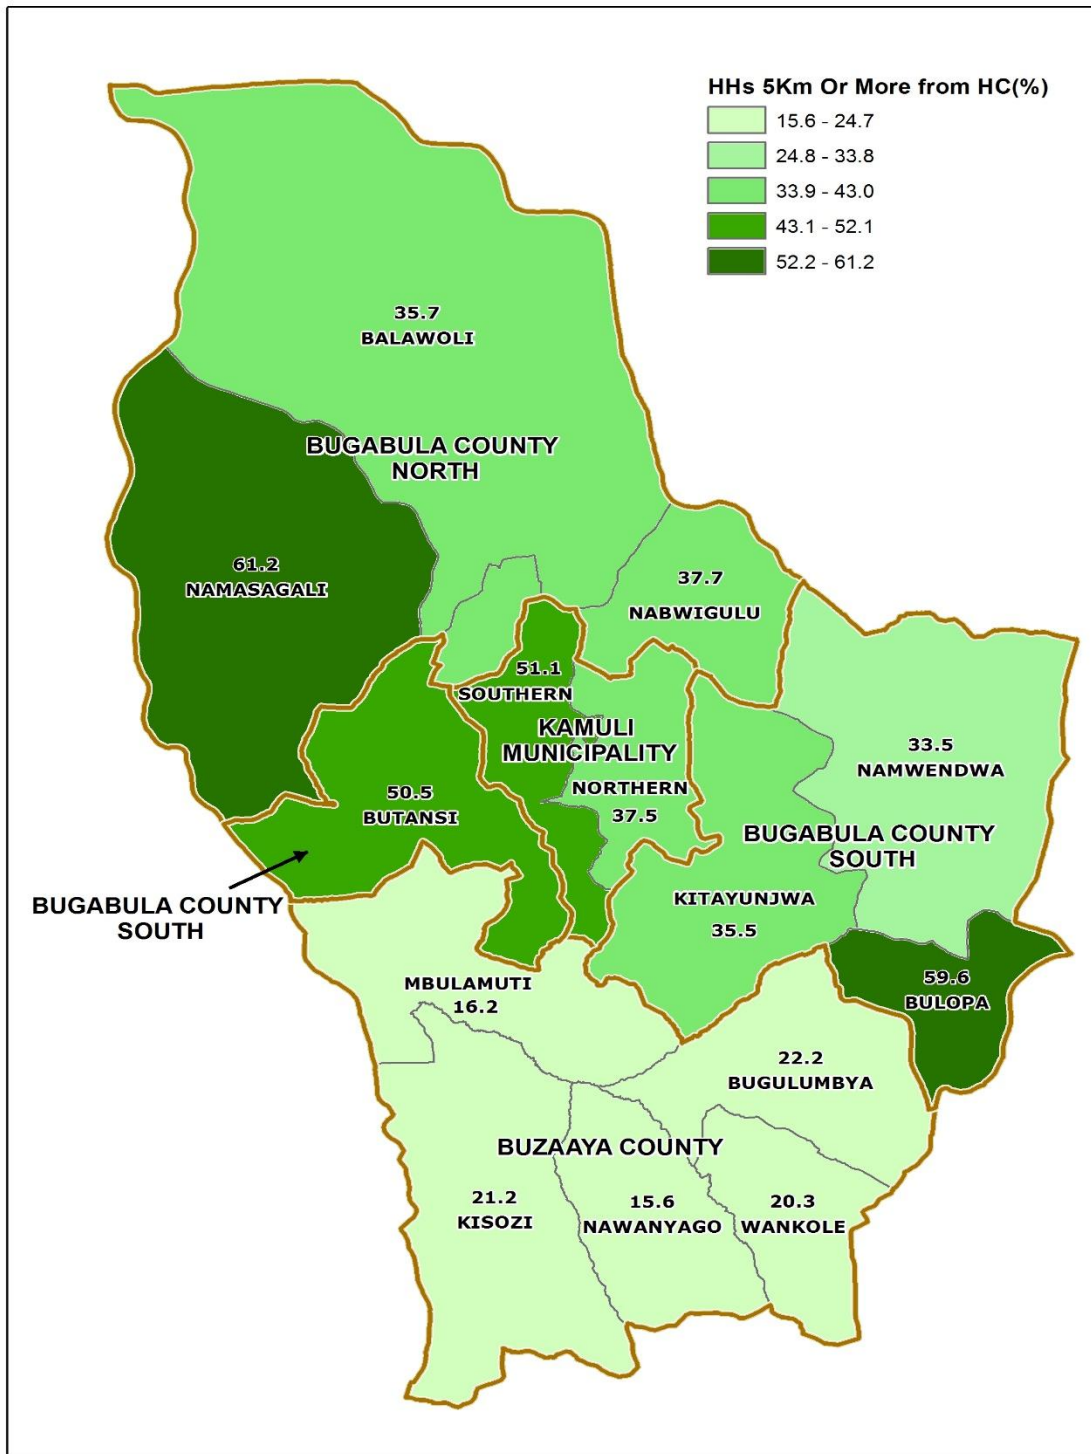 HHs 5Km Or More from HC(%)
15.6 - 24.7
24.8 - 33.8
33.9 - 43.0
43.1 - 52.1
52.2 - 61.2
35.7
BALAWOLI
BUGABULA COUNTY
NORTH
61.2
NAMASAGALI
37.7
NABWIGULU
51.1
SOUTHERN
KAMULI
MUNICIPALITY
NORTHERN
37.5
33.5
NAMWENDWA
50.5
BUTANSI
BUGABULA COUNTY
SOUTH
BUGABULA COUNTY
SOUTH
KITAYUNJWA
35.5
59.6
BULOPA
MBULAMUTI
16.2
22.2
BUGULUMBYA
BUZAAYA COUNTY
21.2
KISOZI
15.6
NAWANYAGO
20.3
WANKOLE